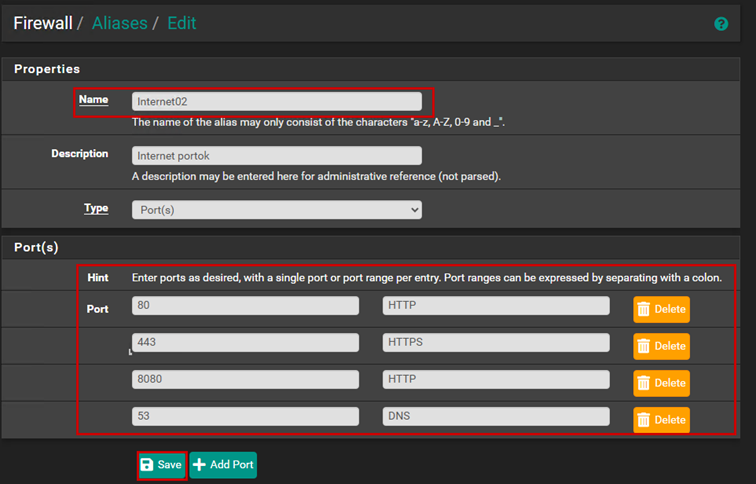 Firewall / Aliases / Edit
Properties
Name Internet02
The name of the alias may only consist of the characters "a-z, A-Z, 0-9 and _".
Description Internet portok
A description may be entered here for administrative reference (not parsed).
Type Port(s)
Port(s)
Hint Enter ports as desired, with a single port or port range per entry. Port ranges can be expressed by separating with a colon.
Port 80 HTTP Delete
443 HTTPS Delete
8080 HTTP Delete
53 DNS Delete
Save Add Port